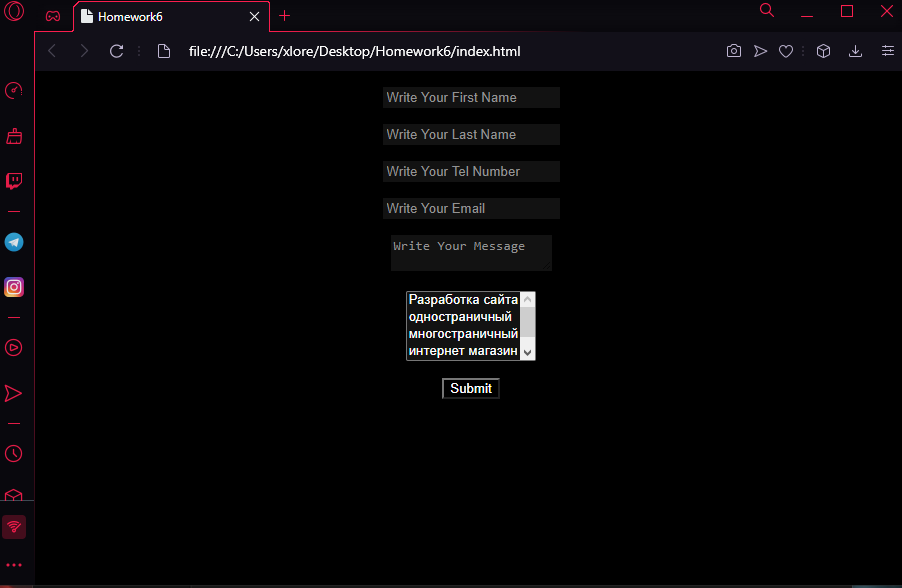 Homework6
file:///C:/Users/xlore/Desktop/Homework6/index.html
Write Your First Name
Write Your Last Name
Write Your Tel Number
Write Your Email
Write Your Message
Разработка сайта
одностраничный
многостраничный
интернет магазин
Submit